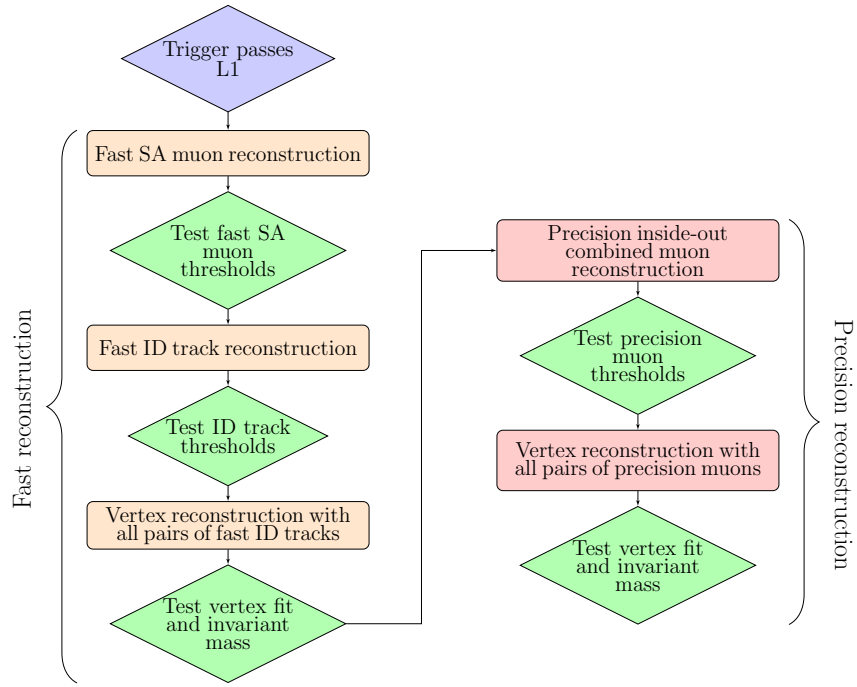 Trigger passes
L1
Fast SA muon reconstruction
Test fast SA
muon
thresholds
Fast ID track reconstruction
Test ID track
thresholds
Vertex reconstruction with
all pairs of fast ID tracks
Test vertex fit
and invariant
mass
Fast reconstruction
Precision inside-out
combined muon
reconstruction
Test precision
muon
thresholds
Vertex reconstruction with
all pairs of precision muons
Test vertex fit
and invariant
mass
Precision reconstruction